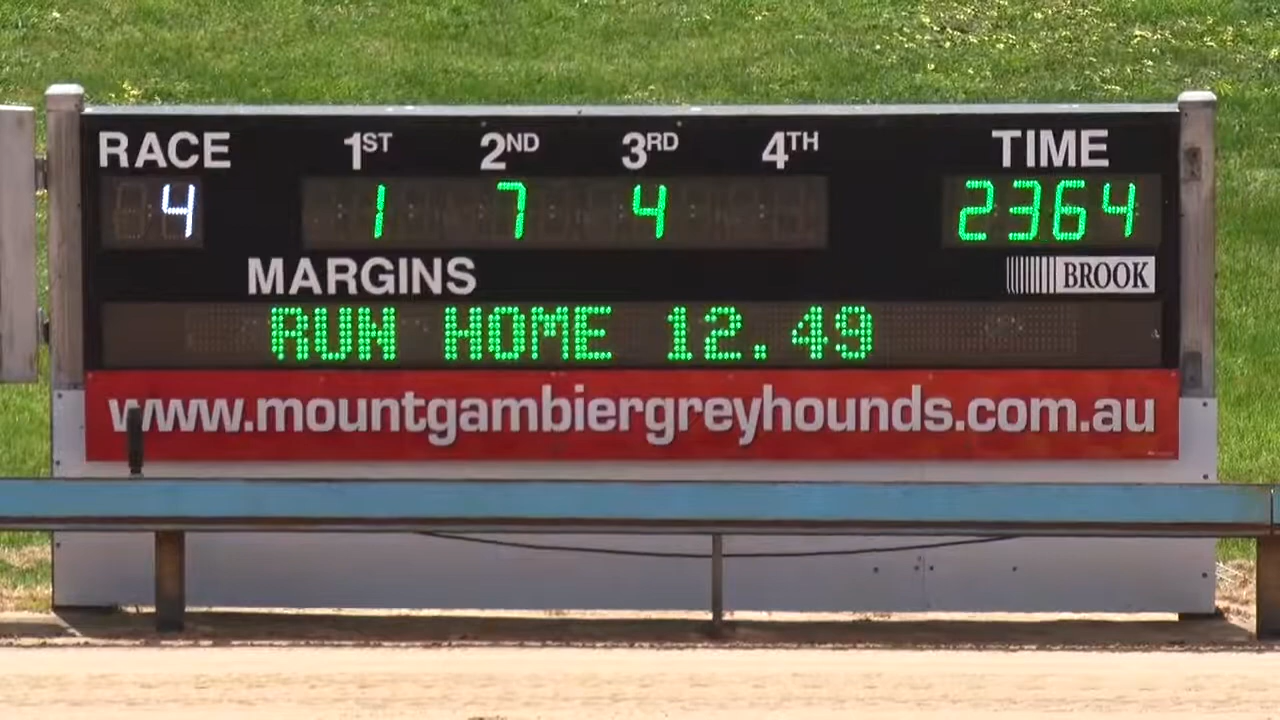 RACE 1ST 2ND 3RD 4TH TIME
4 1 7 4 2364
MARGINS BROOK
RUN HOME 12.49
www.mountgambiergreyhounds.com.au